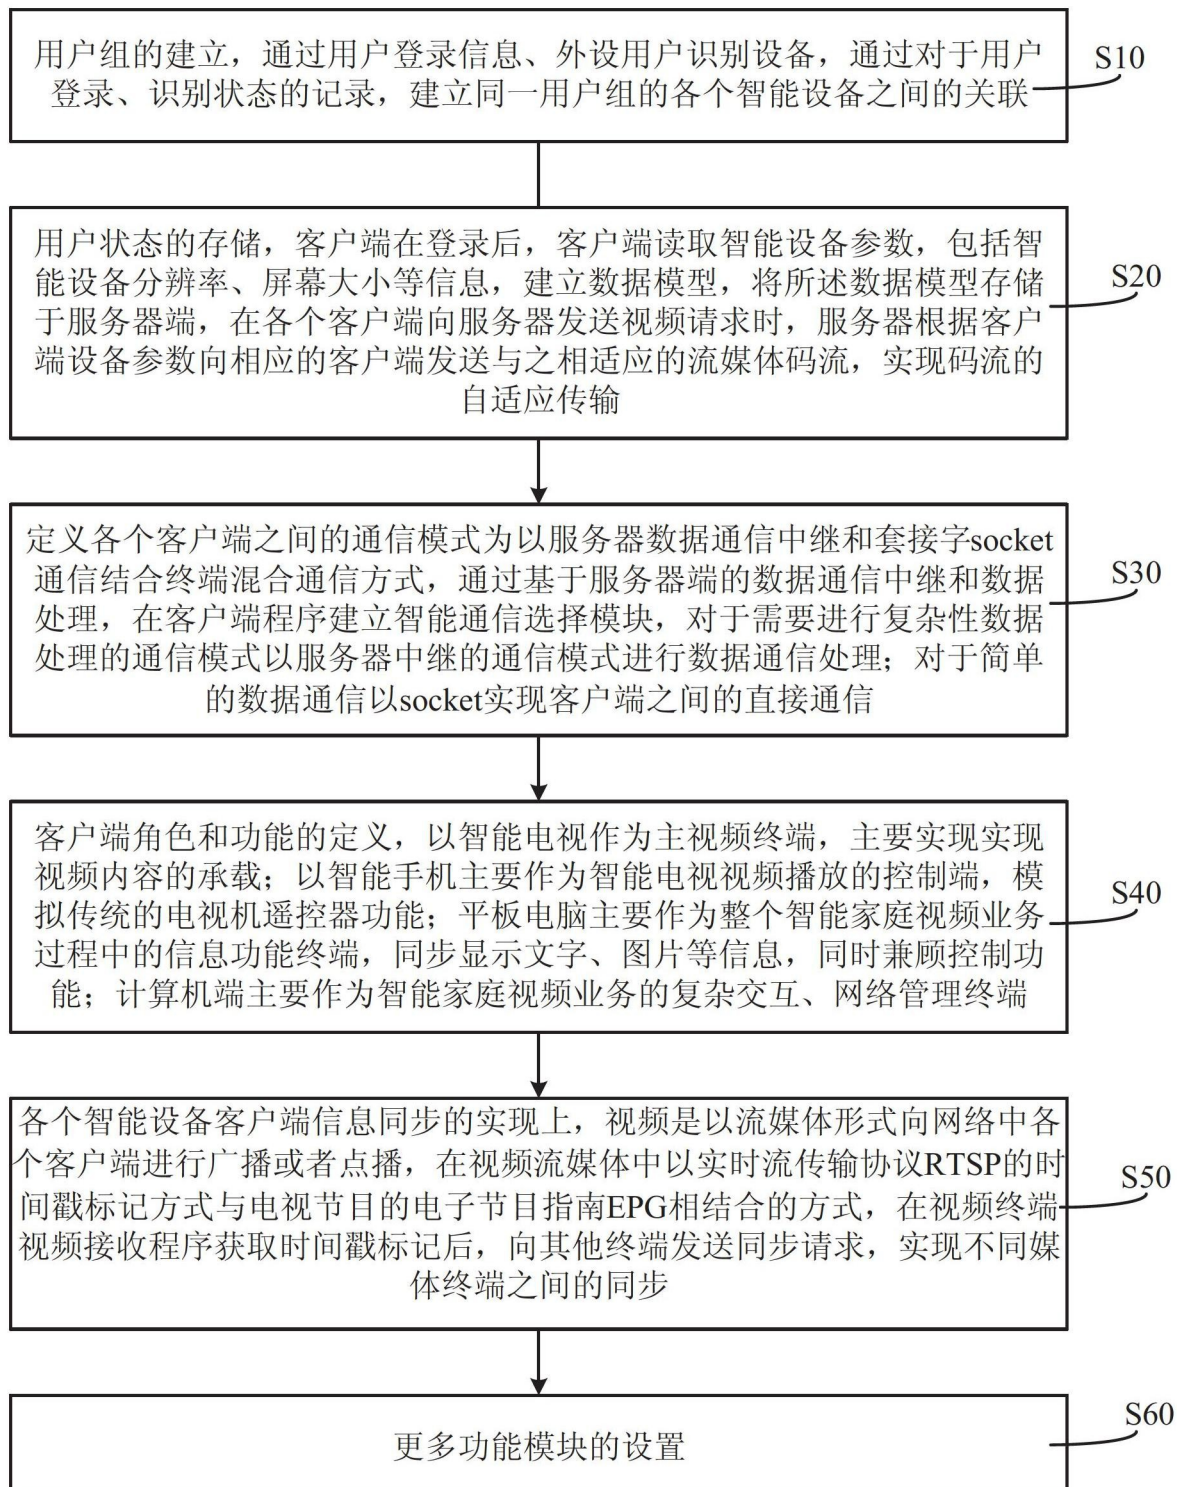 用户组的建立，通过用户登录信息、外设用户识别设备，通过对于用户
登录、识别状态的记录，建立同一用户组的各个智能设备之间的关联
S10
用户状态的存储，客户端在登录后，客户端读取智能设备参数，包括智
能设备分辨率、屏幕大小等信息，建立数据模型，将所述数据模型存储
于服务器端，在各个客户端向服务器发送视频请求时，服务器根据客户
端设备参数向相应的客户端发送与之相适应的流媒体码流，实现码流的
自适应传输
S20
定义各个客户端之间的通信模式为以服务器数据通信中继和套接字socket
通信结合终端混合通信方式，通过基于服务器端的数据通信中继和数据
处理，在客户端程序建立智能通信选择模块，对于需要进行复杂性数据
处理的通信模式以服务器中继的通信模式进行数据通信处理；对于简单
的数据通信以socket实现客户端之间的直接通信
S30
客户端角色和功能的定义，以智能电视作为主视频终端，主要实现实现
视频内容的承载；以智能手机主要作为智能电视视频播放的控制端，模
拟传统的电视机遥控器功能；平板电脑主要作为整个智能家庭视频业务
过程中的信息功能终端，同步显示文字、图片等信息，同时兼顾控制功
能；计算机端主要作为智能家庭视频业务的复杂交互、网络管理终端
S40
各个智能设备客户端信息同步的实现上，视频是以流媒体形式向网络中各
个客户端进行广播或者点播，在视频流媒体中以实时流传输协议RTSP的时
间戳标记方式与电视节目的电子节目指南EPG相结合的方式，在视频终端
视频接收程序获取时间戳标记后，向其他终端发送同步请求，实现不同媒
体终端之间的同步
S50
更多功能模块的设置
S60